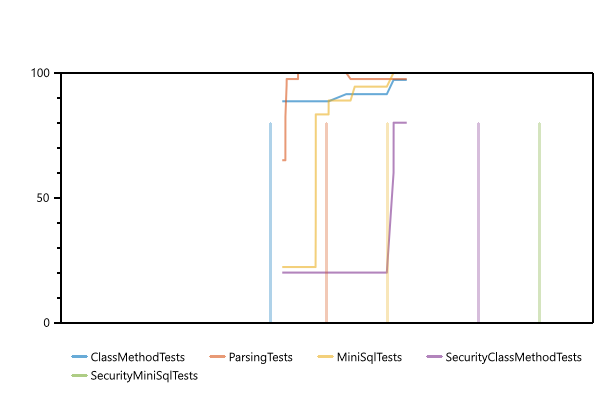 100
50
0
ClassMethodTests ParsingTests MiniSqlTests SecurityClassMethodTests
SecurityMiniSqlTests